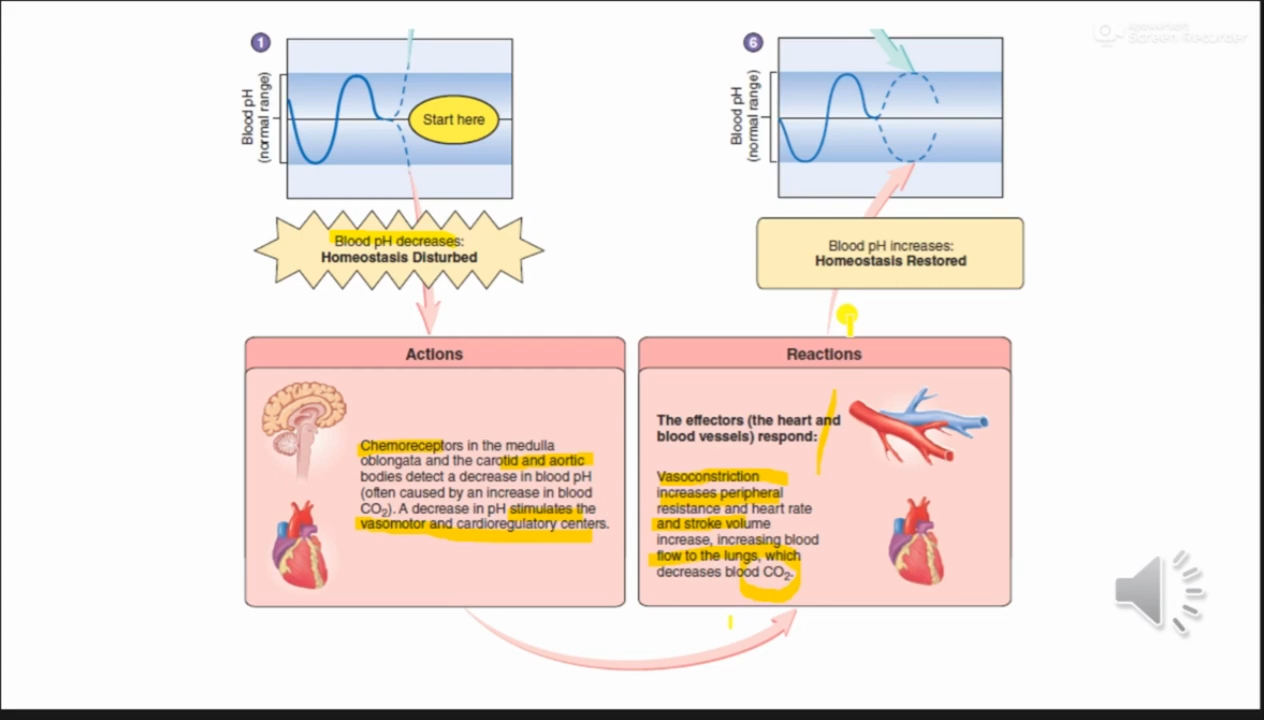 1
Blood pH
(normal range)
Start here
Blood pH decreases:
Homeostasis Disturbed
6
Blood pH
(normal range)
Blood pH increases:
Homeostasis Restored
Actions
Chemoreceptors in the medulla
oblongata and the carotid and aortic
bodies detect a decrease in blood pH
(often caused by an increase in blood
CO2). A decrease in pH stimulates the
vasomotor and cardioregulatory centers.
Reactions
The effectors (the heart and
blood vessels) respond:
Vasoconstriction
increases peripheral
resistance and heart rate
and stroke volume
increase, increasing blood
flow to the lungs, which
decreases blood CO2.
Screen Recorder